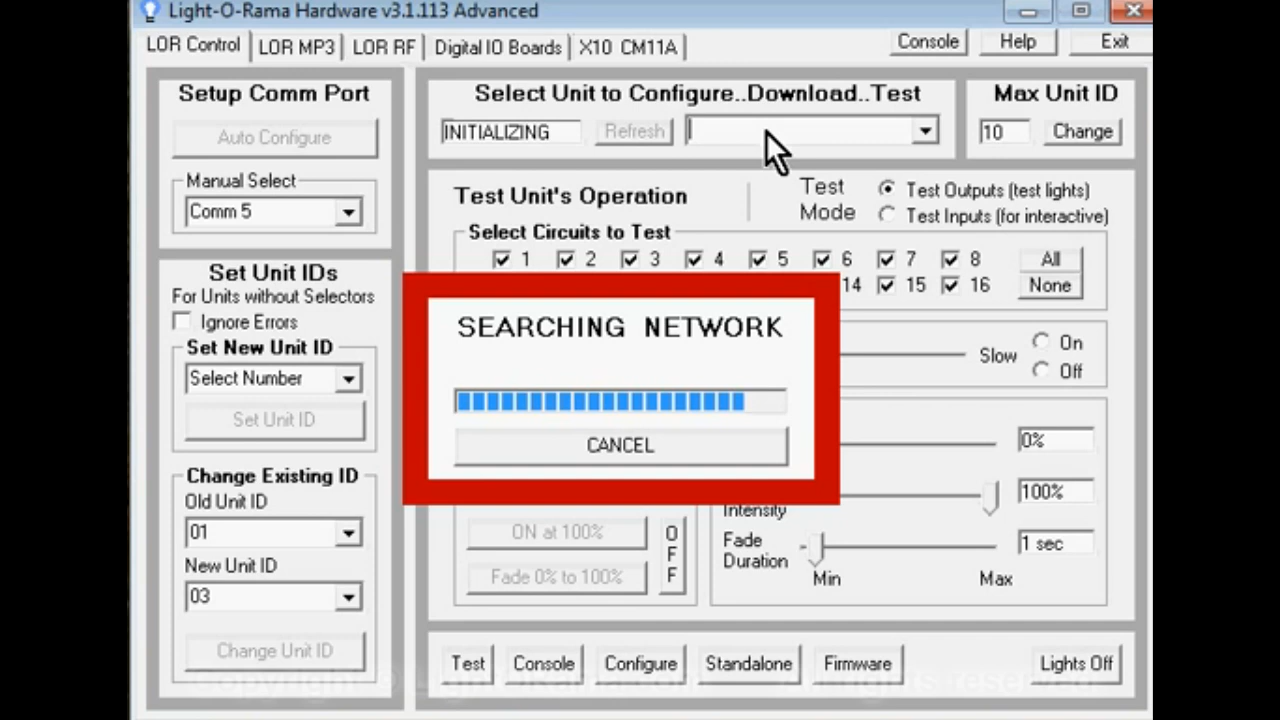 Light-O-Rama Hardware v3.1.113 Advanced
LOR Control
LOR MP3
LOR RF
Digital IO Boards
X10 CM11A
Console
Help
Exit
Setup Comm Port
Auto Configure
Manual Select
Comm 5
Set Unit IDs
For Units without Selectors
Ignore Errors
Set New Unit ID
Select Number
Set Unit ID
Change Existing ID
Old Unit ID
01
New Unit ID
03
Change Unit ID
Select Unit to Configure..Download..Test
INITIALIZING
Refresh
Max Unit ID
10
Change
Test Unit's Operation
Test
Mode
Test Outputs (test lights)
Test Inputs (for interactive)
Select Circuits to Test
1 2 3 4 5 6 7 8
All
14 15 16
None
SEARCHING NETWORK
CANCEL
Slow
On
Off
0%
100%
Intensity
ON at 100%
Fade 0% to 100%
O
F
F
Fade
Duration
1 sec
Min
Max
Test
Console
Configure
Standalone
Firmware
Lights Off